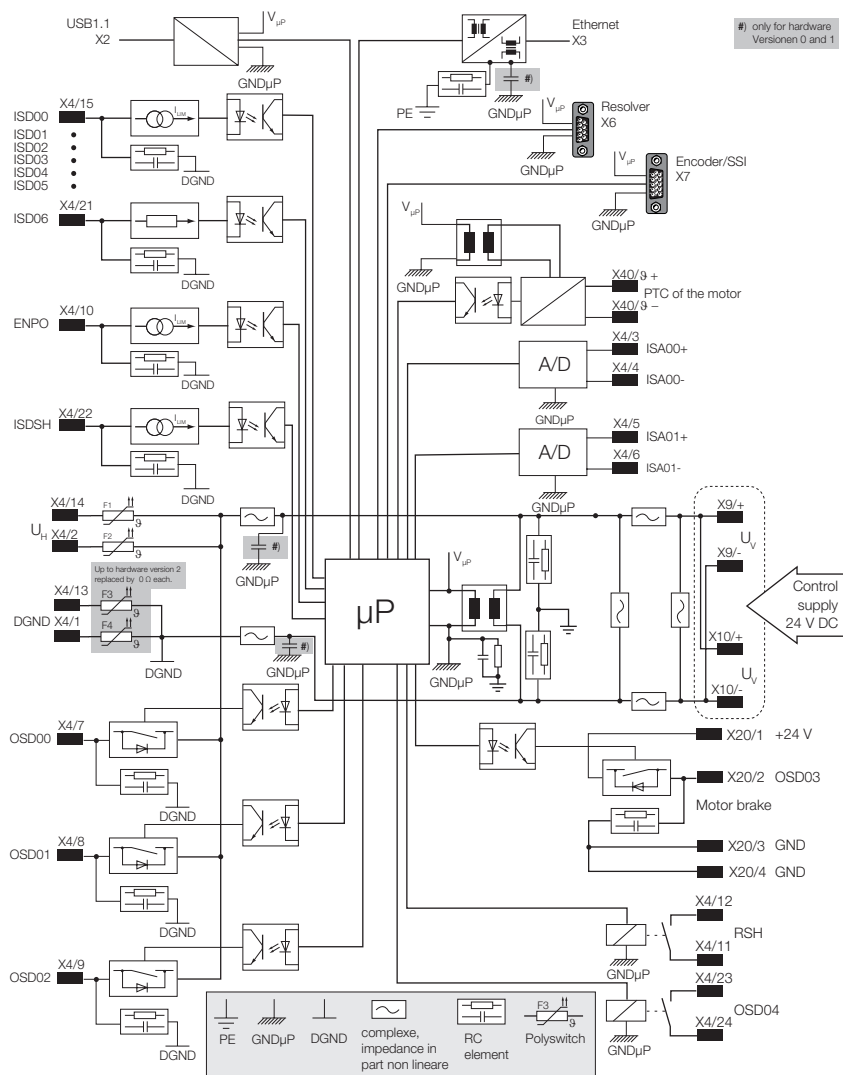 USB1.1
X2
VµP
GNDµP
Ethernet
X3
#) only for hardware
Versionen 0 and 1
#)
PE
GNDµP
VµP
Resolver
X6
GNDµP
VµP
Encoder/SSI
X7
GNDµP
ISD00
X4/15
ILIM
ISD01
ISD02
ISD03
ISD04
ISD05
DGND
ISD06
X4/21
DGND
VµP
GNDµP
X40/ϑ +
PTC of the motor
X40/ϑ –
ENPO
X4/10
ILIM
DGND
A/D
X4/3
ISA00+
X4/4
ISA00-
GNDµP
ISDSH
X4/22
ILIM
DGND
A/D
X4/5
ISA01+
X4/6
ISA01-
GNDµP
X4/14
F1
ϑ
UH
X4/2
F2
ϑ
#)
GNDµP
Up to hardware version 2
replaced by 0 Ω each.
X4/13
F3
ϑ
DGND
X4/1
F4
ϑ
DGND
#)
GNDµP
µP
VµP
GNDµP
X9/+
UV
X9/-
X10/+
UV
X10/-
Control
supply
24 V DC
OSD00
X4/7
DGND
OSD01
X4/8
DGND
OSD02
X4/9
DGND
X20/1 +24 V
X20/2 OSD03
Motor brake
X20/3 GND
X20/4 GND
X4/12
RSH
X4/11
GNDµP
X4/23
OSD04
X4/24
GNDµP
PE
GNDµP
DGND
complexe,
impedance in
part non lineare
RC
element
F3
ϑ
Polyswitch